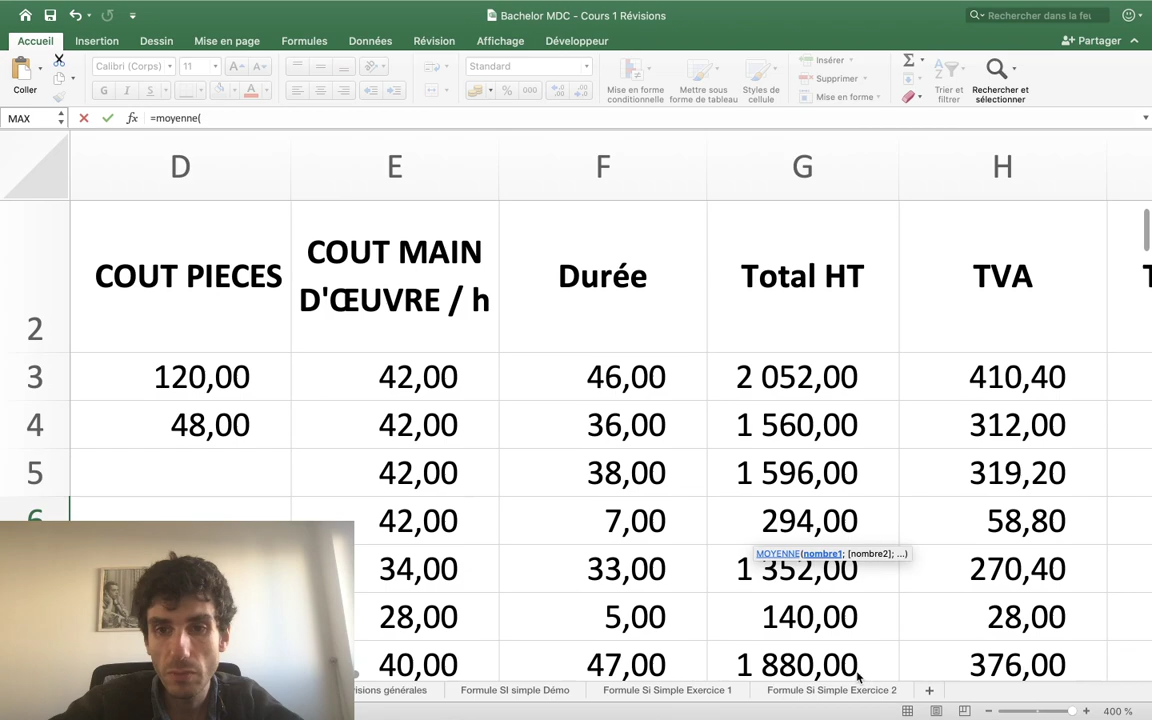 Bachelor MDC - Cours 1 Révisions
Rechercher dans la feu
Accueil Insertion Dessin Mise en page Formules Données Révision Affichage Développeur
Partager
Coller
Calibri (Corps) 11
G I S
Standard
% 000
Mise en forme conditionnelle
Mettre sous forme de tableau
Styles de cellule
Insérer
Supprimer
Mise en forme
Trier et filtrer
Rechercher et sélectionner
MAX fx =moyenne(
D E F G H
2 COUT PIECES COUT MAIN D'ŒUVRE / h Durée Total HT TVA T
3 120,00 42,00 46,00 2 052,00 410,40
4 48,00 42,00 36,00 1 560,00 312,00
5 42,00 38,00 1 596,00 319,20
6 42,00 7,00 294,00 58,80
MOYENNE(nombre1; [nombre2]; ...)
34,00 33,00 1 352,00 270,40
28,00 5,00 140,00 28,00
40,00 47,00 1 880,00 376,00
visions générales Formule SI simple Démo Formule Si Simple Exercice 1 Formule Si Simple Exercice 2
400 %